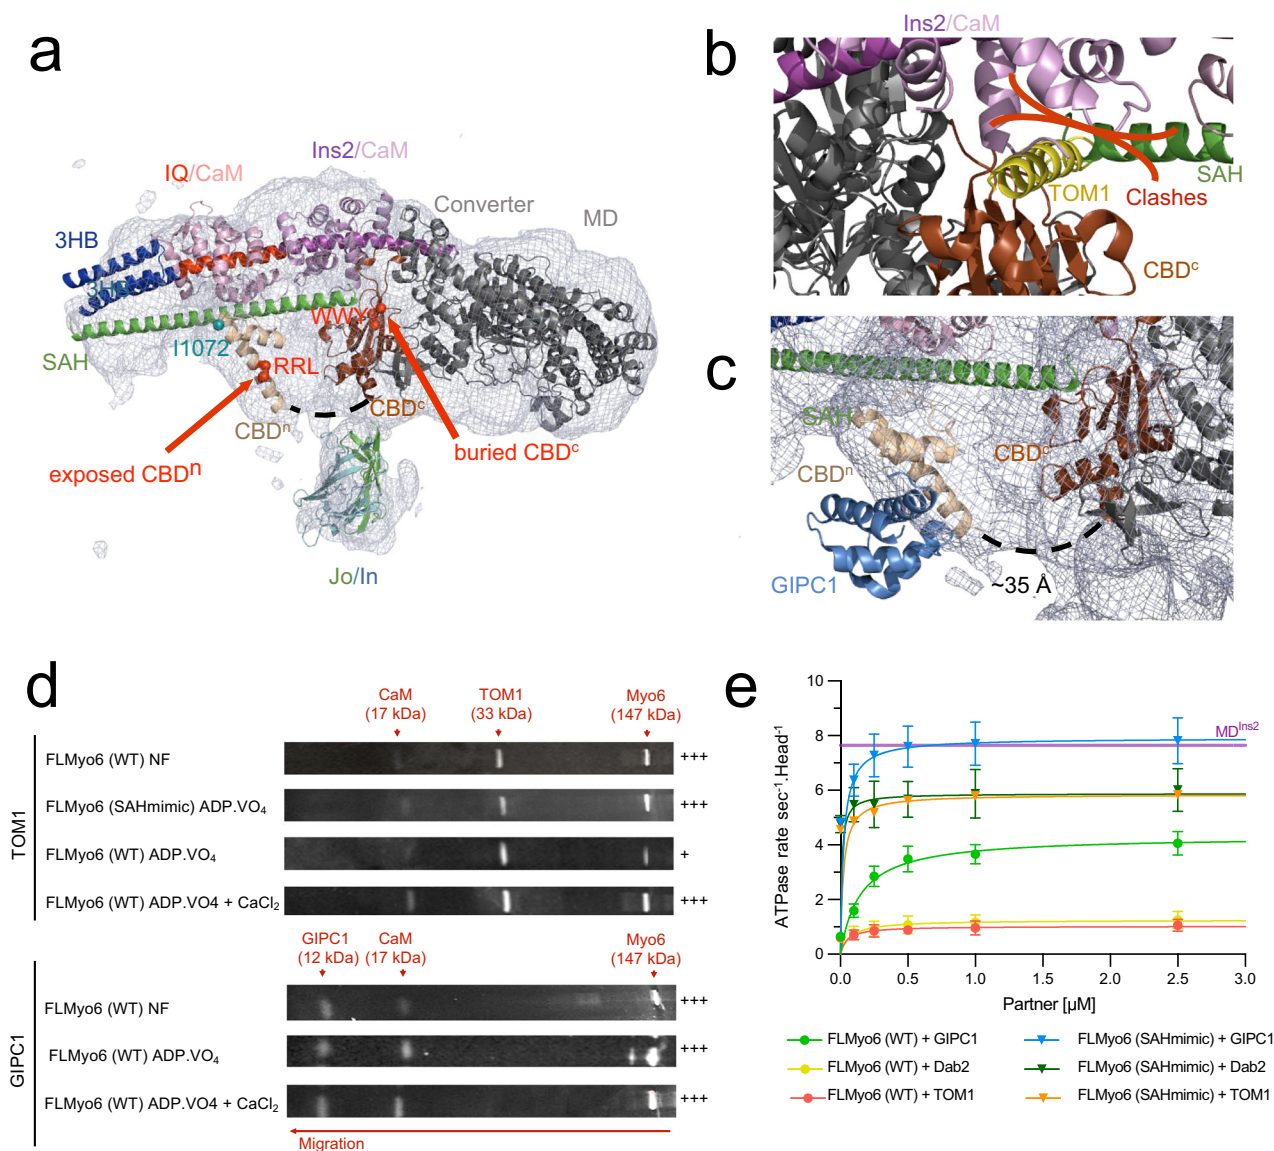 a
Ins2/CaM
IQ/CaM
Converter
MD
3HB
3HB
WWY
SAH
I1072
RRL
CBDᶜ
CBDⁿ
exposed CBDⁿ
buried CBDᶜ
Jo/In
b
Ins2/CaM
TOM1
SAH
Clashes
CBDᶜ
c
SAH
CBDⁿ
CBDᶜ
GIPC1
~35 Å
d
CaM
(17 kDa)
TOM1
(33 kDa)
Myo6
(147 kDa)
TOM1
FLMyo6 (WT) NF
+++
FLMyo6 (SAHmimic) ADP.VO₄
+++
FLMyo6 (WT) ADP.VO₄
+
FLMyo6 (WT) ADP.VO4 + CaCl₂
+++
GIPC1
(12 kDa)
CaM
(17 kDa)
Myo6
(147 kDa)
GIPC1
FLMyo6 (WT) NF
+++
FLMyo6 (WT) ADP.VO₄
+++
FLMyo6 (WT) ADP.VO4 + CaCl₂
+++
Migration
e
ATPase rate sec⁻¹.Head⁻¹
10
8
6
4
2
0
MDᴵⁿˢ²
0.0 0.5 1.0 1.5 2.0 2.5 3.0
Partner [µM]
FLMyo6 (WT) + GIPC1
FLMyo6 (SAHmimic) + GIPC1
FLMyo6 (WT) + Dab2
FLMyo6 (SAHmimic) + Dab2
FLMyo6 (WT) + TOM1
FLMyo6 (SAHmimic) + TOM1